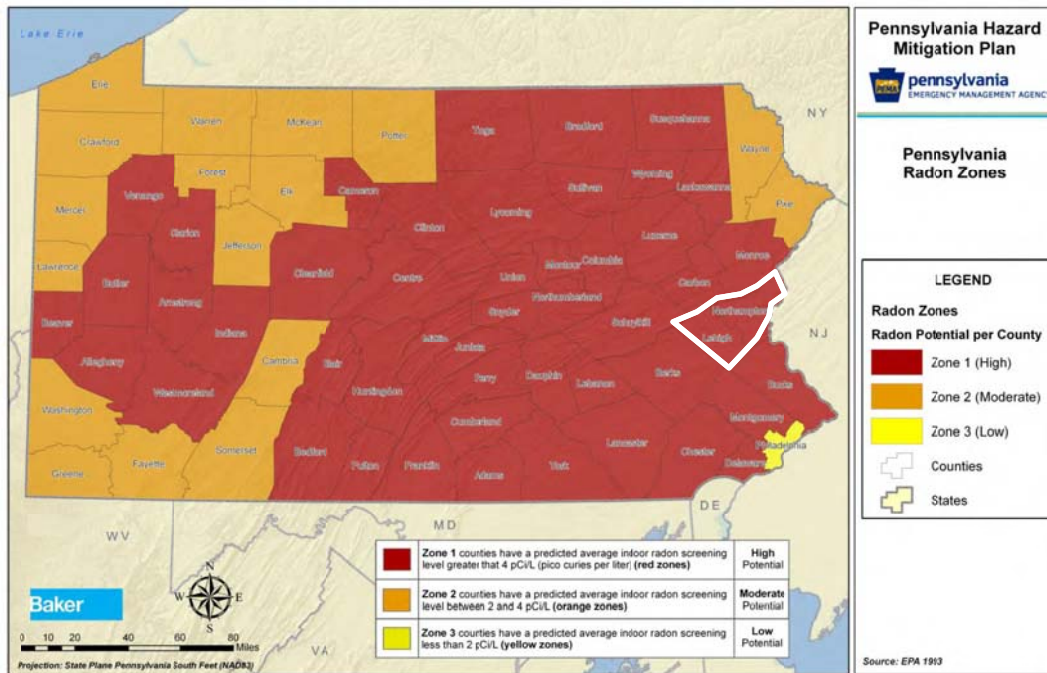 Lake Erie
Erie
Crawford
Warren
McKean
Potter
Tioga
Bradford
Susquehanna
Wayne
NY
Forest
Venango
Elk
Cameron
Sullivan
Wyoming
Lackawanna
Pike
Mercer
Clarion
Jefferson
Clinton
Lycoming
Luzerne
Monroe
Lawrence
Butler
Clearfield
Centre
Union
Montour
Columbia
Carbon
Armstrong
Northumberland
Northampton
NJ
Beaver
Indiana
Snyder
Schuylkill
Lehigh
Allegheny
Cambria
Blair
Mifflin
Juniata
Westmoreland
Huntingdon
Perry
Dauphin
Lebanon
Berks
Bucks
Washington
Cumberland
Montgomery
Somerset
Bedford
Lancaster
Philadelphia
Greene
Fayette
Fulton
Franklin
Adams
York
Chester
Delaware
WV
MD
DE
VA
Zone 1 counties have a predicted average indoor radon screening
level greater that 4 pCi/L (pico curies per liter) (red zones)
High
Potential
Zone 2 counties have a predicted average indoor radon screening
level between 2 and 4 pCi/L (orange zones)
Moderate
Potential
Zone 3 counties have a predicted average indoor radon screening
less than 2 pCi/L (yellow zones)
Low
Potential
N
W
E
S
Baker
0 10 20 40 60 80
Miles
Projection: State Plane Pennsylvania South Feet (NAD83)
Pennsylvania Hazard
Mitigation Plan
PEMA
pennsylvania
EMERGENCY MANAGEMENT AGENCY
Pennsylvania
Radon Zones
LEGEND
Radon Zones
Radon Potential per County
Zone 1 (High)
Zone 2 (Moderate)
Zone 3 (Low)
Counties
States
Source: EPA 1993